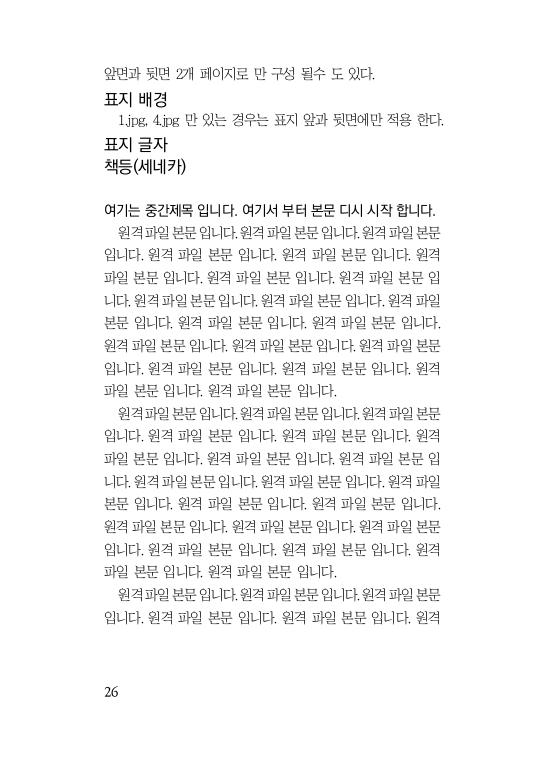 앞면과 뒷면 2개 페이지로 만 구성 될수 도 있다.
표지 배경
1.jpg, 4.jpg 만 있는 경우는 표지 앞과 뒷면에만 적용 한다.
표지 글자
책등(세네카)
여기는 중간제목 입니다. 여기서 부터 본문 디시 시작 합니다.
원격 파일 본문 입니다. 원격 파일 본문 입니다. 원격 파일 본문
입니다. 원격 파일 본문 입니다. 원격 파일 본문 입니다. 원격
파일 본문 입니다. 원격 파일 본문 입니다. 원격 파일 본문 입
니다. 원격 파일 본문 입니다. 원격 파일 본문 입니다. 원격 파일
본문 입니다. 원격 파일 본문 입니다. 원격 파일 본문 입니다.
원격 파일 본문 입니다. 원격 파일 본문 입니다. 원격 파일 본문
입니다. 원격 파일 본문 입니다. 원격 파일 본문 입니다. 원격
파일 본문 입니다. 원격 파일 본문 입니다.
원격 파일 본문 입니다. 원격 파일 본문 입니다. 원격 파일 본문
입니다. 원격 파일 본문 입니다. 원격 파일 본문 입니다. 원격
파일 본문 입니다. 원격 파일 본문 입니다. 원격 파일 본문 입
니다. 원격 파일 본문 입니다. 원격 파일 본문 입니다. 원격 파일
본문 입니다. 원격 파일 본문 입니다. 원격 파일 본문 입니다.
원격 파일 본문 입니다. 원격 파일 본문 입니다. 원격 파일 본문
입니다. 원격 파일 본문 입니다. 원격 파일 본문 입니다. 원격
파일 본문 입니다. 원격 파일 본문 입니다.
원격 파일 본문 입니다. 원격 파일 본문 입니다. 원격 파일 본문
입니다. 원격 파일 본문 입니다. 원격 파일 본문 입니다. 원격
26